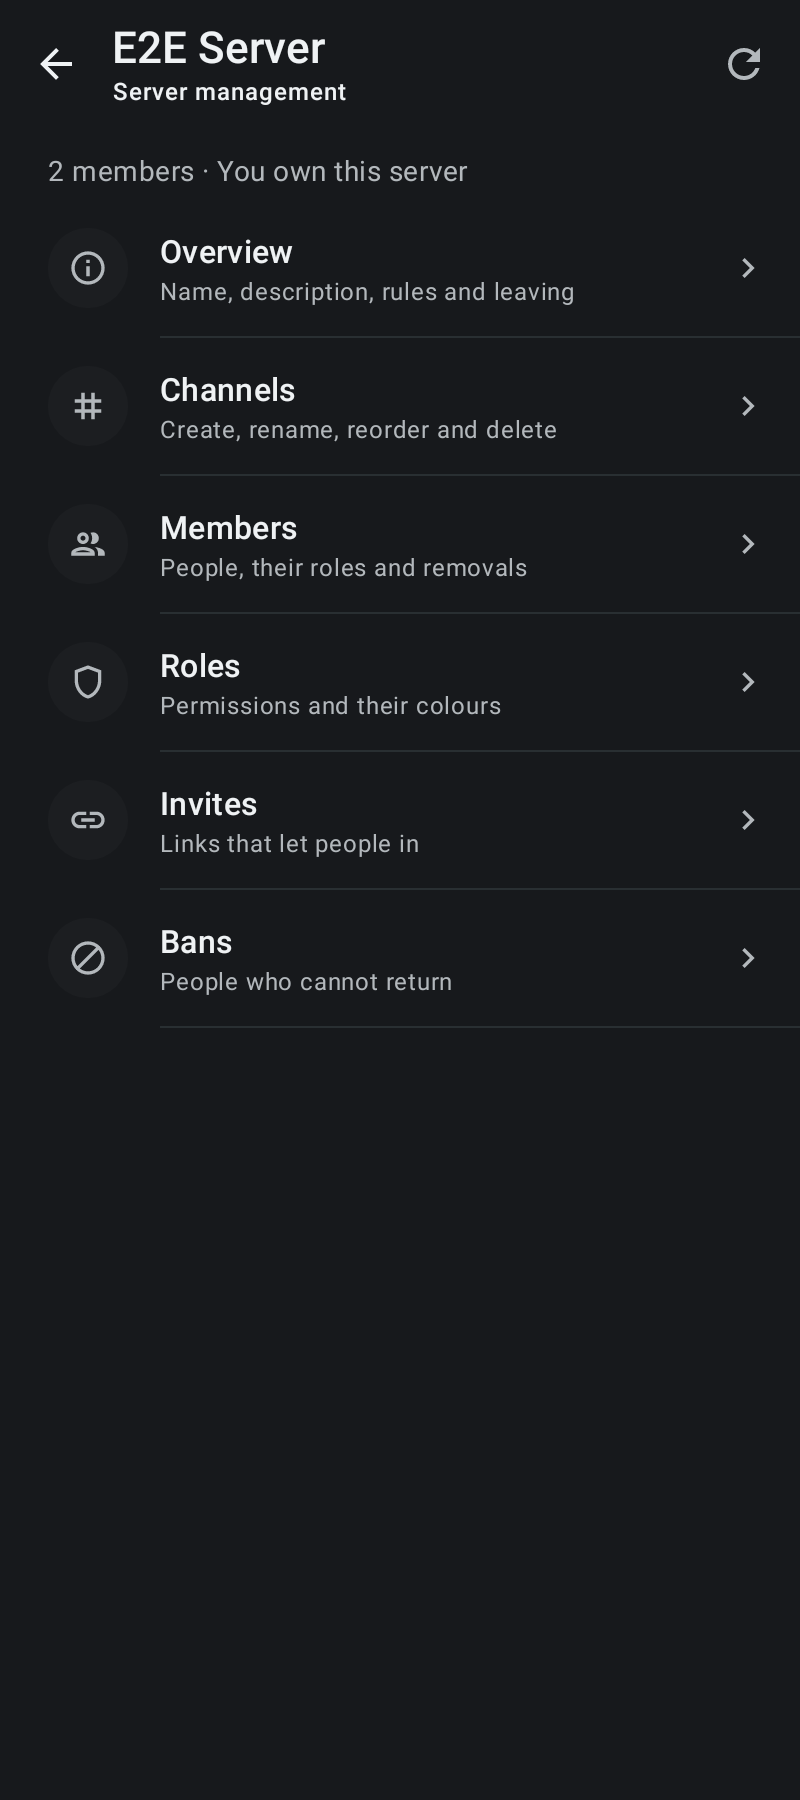 E2E Server
Server management
2 members · You own this server
Overview
Name, description, rules and leaving
Channels
Create, rename, reorder and delete
Members
People, their roles and removals
Roles
Permissions and their colours
Invites
Links that let people in
Bans
People who cannot return